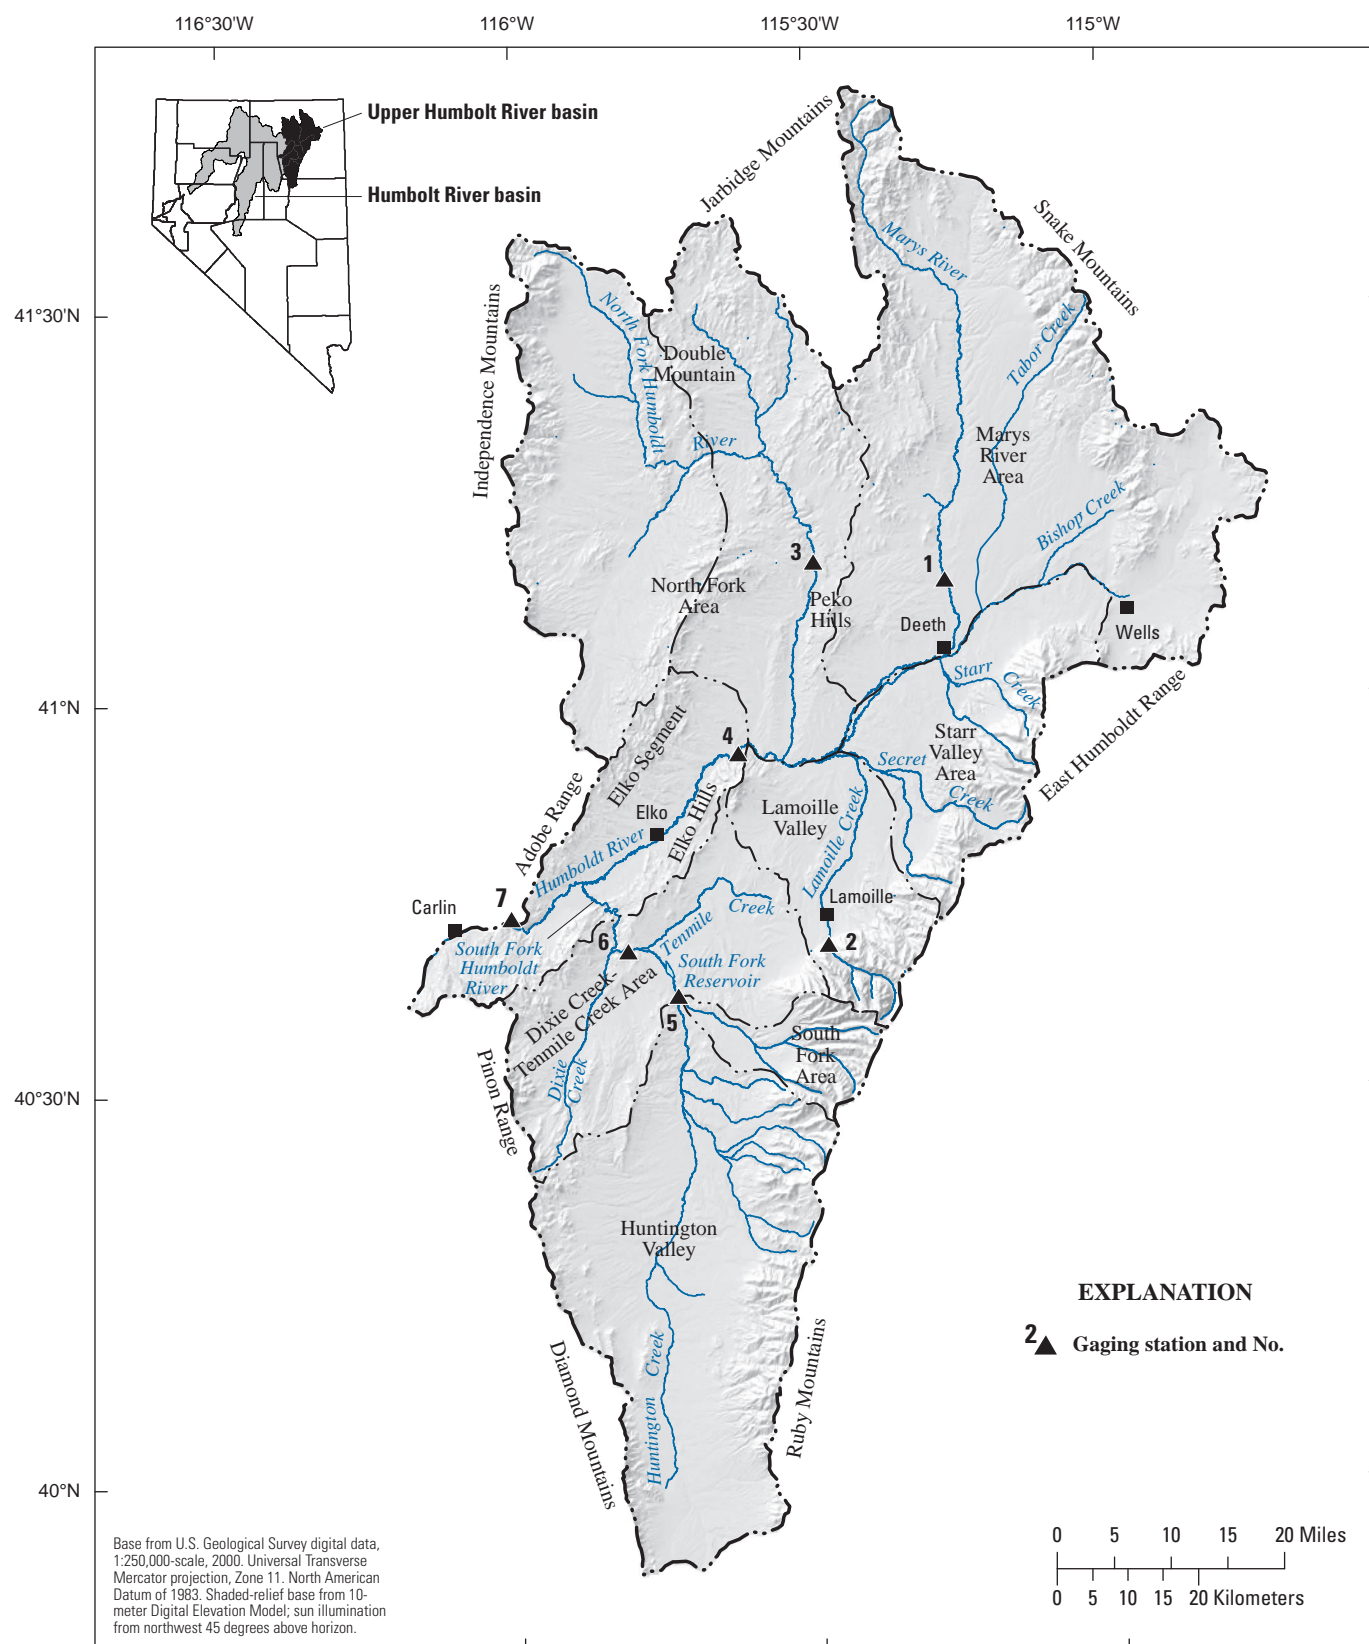 116°30'W
116°W
115°30'W
115°W
Upper Humbolt River basin
Humbolt River basin
Jarbidge Mountains
Snake Mountains
Marys River
41°30'N
Independence Mountains
North Fork Humboldt
River
Double
Mountain
Tabor Creek
Marys
River
Area
Bishop Creek
3
1
North Fork
Area
Peko
Hills
Deeth
Wells
Starr
Creek
41°N
Elko Segment
4
Starr
Valley
Area
East Humboldt Range
Secret
Creek
Adobe Range
Elko
Elko Hills
Lamoille
Valley
Lamoille Creek
Humboldt River
Carlin
7
Lamoille
Tenmile
Creek
2
South Fork
Humboldt
River
6
South Fork
Reservoir
Dixie Creek-
Tenmile Creek Area
5
South
Fork
Area
Dixie
Creek
40°30'N
Pinon Range
Huntington
Valley
EXPLANATION
2
Gaging station and No.
Huntington
Creek
Diamond Mountains
Ruby Mountains
40°N
Base from U.S. Geological Survey digital data,
1:250,000-scale, 2000. Universal Transverse
Mercator projection, Zone 11. North American
Datum of 1983. Shaded-relief base from 10-
meter Digital Elevation Model; sun illumination
from northwest 45 degrees above horizon.
0 5 10 15 20 Miles
0 5 10 15 20 Kilometers